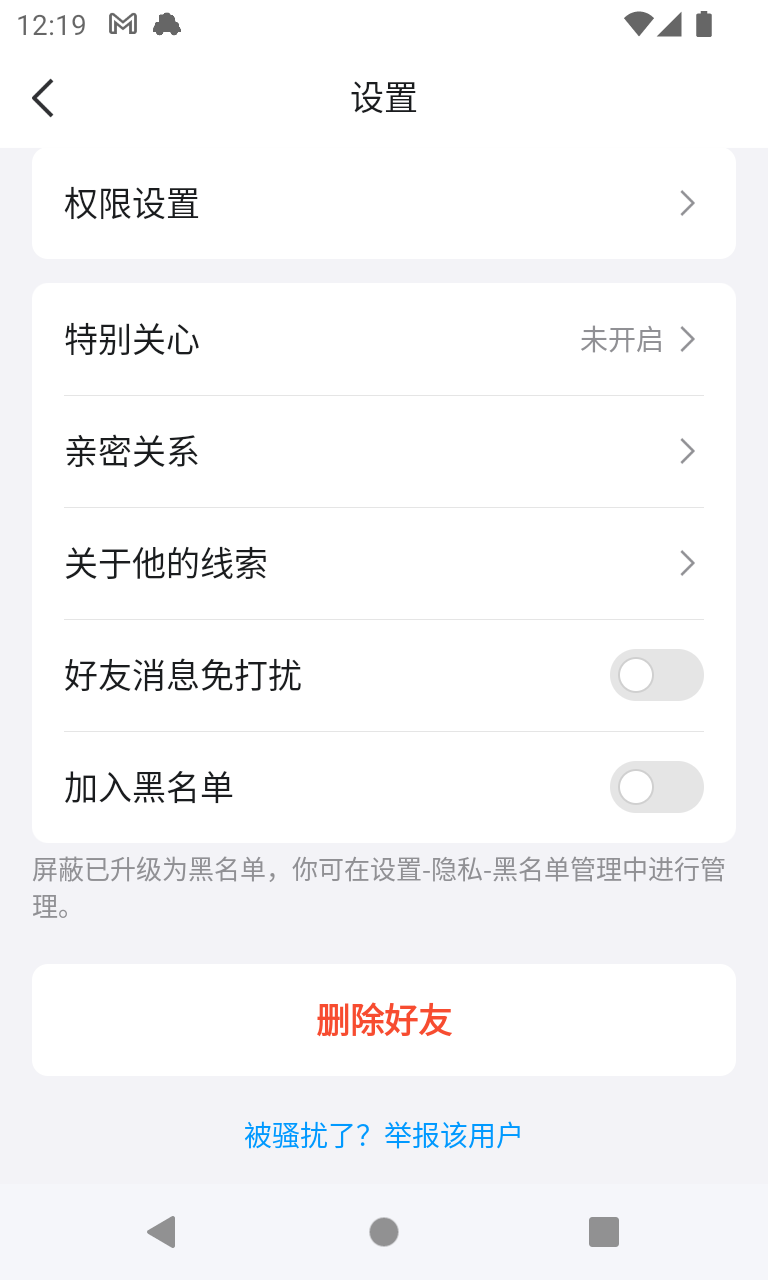 12:19
设置
权限设置
特别关心 未开启
亲密关系
关于他的线索
好友消息免打扰
加入黑名单
屏蔽已升级为黑名单，你可在设置-隐私-黑名单管理中进行管
理。
删除好友
被骚扰了？举报该用户